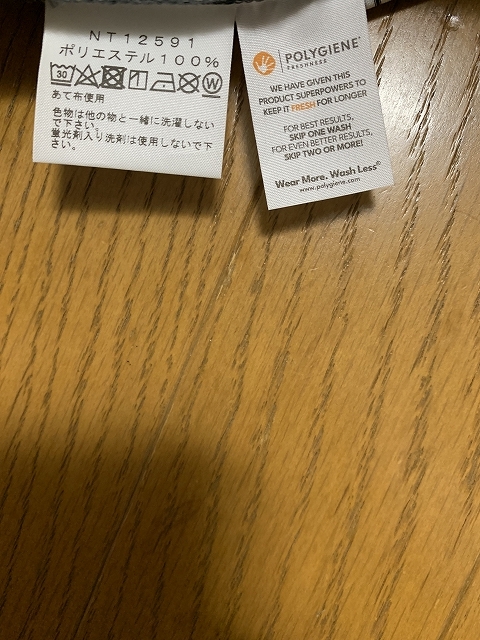 NT12591
ポリエステル100%
30
W
あて布使用
色物は他の物と一緒に洗濯しない
で下さい。
蛍光剤入り洗剤は使用しないで下
さい。
POLYGIENE®
FRESHNESS
WE HAVE GIVEN THIS
PRODUCT SUPERPOWERS TO
KEEP IT FRESH FOR LONGER
FOR BEST RESULTS,
SKIP ONE WASH
FOR EVEN BETTER RESULTS,
SKIP TWO OR MORE!
Wear More. Wash Less®
www.polygiene.com